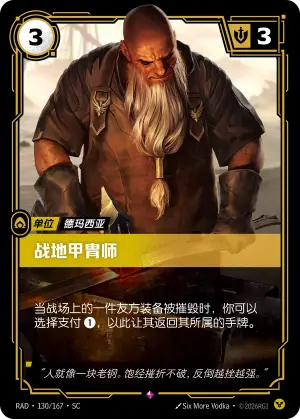 3
3
单位 德玛西亚
战地甲胄师
当战场上的一件友方装备被摧毁时,你可以
选择支付 1,以此让其返回其所属的手牌。
"人就像一块老钢。饱经摧折不破,反倒越挫越强。"
RAD · 130/167 · SC
Six More Vodka · ©2026RGI